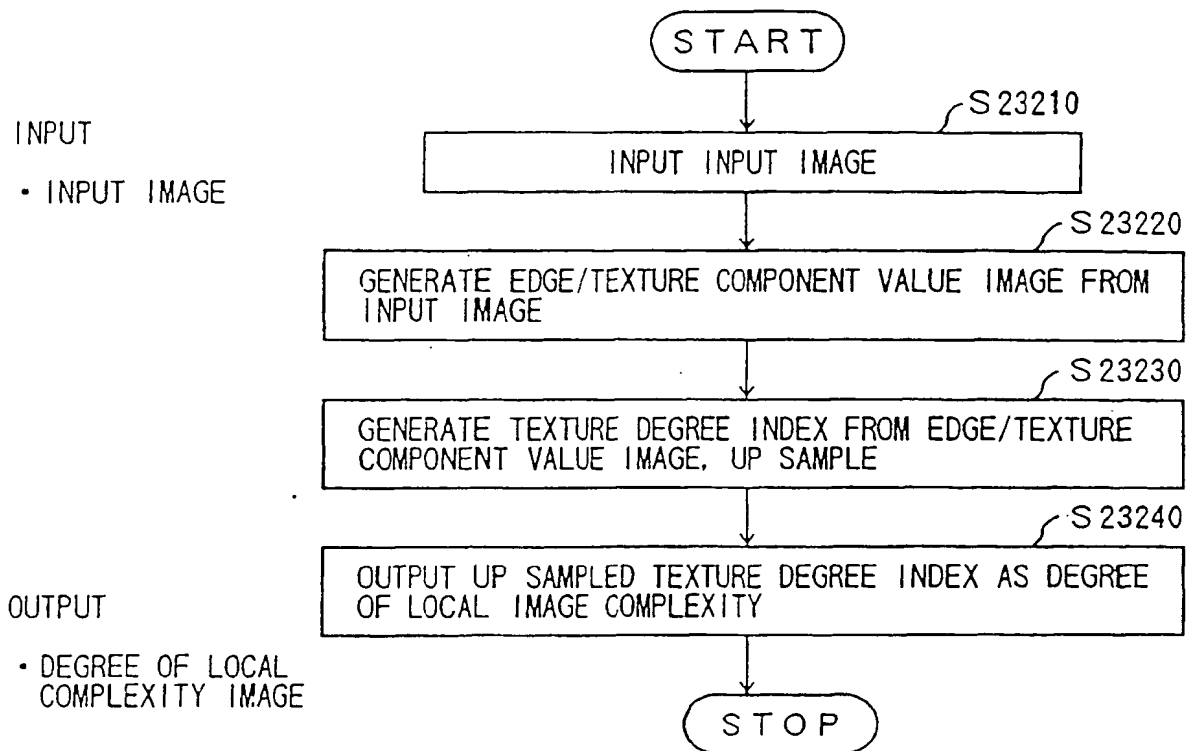 START
S23210
INPUT
INPUT INPUT IMAGE
• INPUT IMAGE
S23220
GENERATE EDGE/TEXTURE COMPONENT VALUE IMAGE FROM
INPUT IMAGE
S23230
GENERATE TEXTURE DEGREE INDEX FROM EDGE/TEXTURE
COMPONENT VALUE IMAGE, UP SAMPLE
S23240
OUTPUT UP SAMPLED TEXTURE DEGREE INDEX AS DEGREE
OF LOCAL IMAGE COMPLEXITY
OUTPUT
• DEGREE OF LOCAL
COMPLEXITY IMAGE
STOP